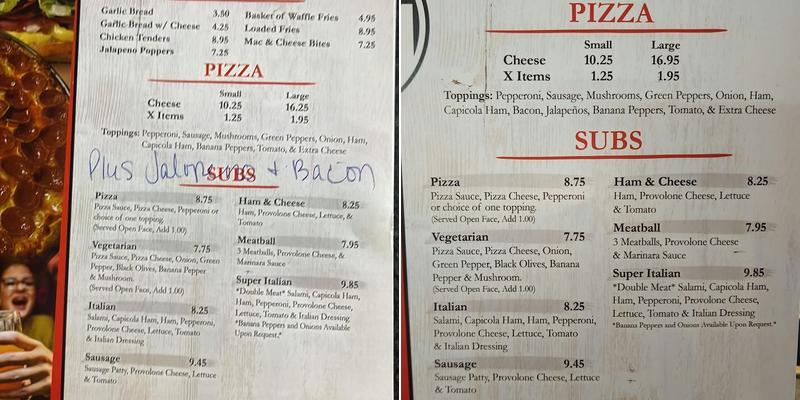 Garlic Bread 3.50
Garlic Bread w/ Cheese 4.25
Chicken Tenders 8.95
Jalapeno Poppers 7.25
Basket of Waffle Fries 4.95
Loaded Fries 8.95
Mac & Cheese Bites 7.25
PIZZA
Small Large
Cheese 10.25 16.25
X Items 1.25 1.95
Toppings: Pepperoni, Sausage, Mushrooms, Green Peppers, Onion, Ham,
Capicola Ham, Banana Peppers, Tomato, & Extra Cheese
Plus Jalapenos + Bacon
SUBS
Pizza 8.75
Pizza Sauce, Pizza Cheese, Pepperoni or
choice of one topping.
(Served Open Face, Add 1.00)
Vegetarian 7.75
Pizza Sauce, Pizza Cheese, Onion, Green
Pepper, Black Olives, Banana Pepper
& Mushroom.
(Served Open Face, Add 1.00)
Italian 8.25
Salami, Capicola Ham, Ham, Pepperoni,
Provolone Cheese, Lettuce, Tomato
& Italian Dressing
Sausage 9.45
Sausage Patty, Provolone Cheese, Lettuce
& Tomato
Ham & Cheese 8.25
Ham, Provolone Cheese, Lettuce, &
Tomato
Meatball 7.95
3 Meatballs, Provolone Cheese, &
Marinara Sauce
Super Italian 9.85
*Double Meat* Salami, Capicola Ham,
Ham, Pepperoni, Provolone Cheese,
Lettuce, Tomato & Italian Dressing
*Banana Peppers and Onions Available
Upon Request.*
PIZZA
Small Large
Cheese 10.25 16.95
X Items 1.25 1.95
Toppings: Pepperoni, Sausage, Mushrooms, Green Peppers, Onion, Ham,
Capicola Ham, Bacon, Jalapeños, Banana Peppers, Tomato, & Extra Cheese
SUBS
Pizza 8.75
Pizza Sauce, Pizza Cheese, Pepperoni
or choice of one topping.
(Served Open Face, Add 1.00)
Vegetarian 7.75
Pizza Sauce, Pizza Cheese, Onion,
Green Pepper, Black Olives, Banana
Pepper & Mushroom.
(Served Open Face, Add 1.00)
Italian 8.25
Salami, Capicola Ham, Ham, Pepperoni,
Provolone Cheese, Lettuce, Tomato
& Italian Dressing
Sausage 9.45
Sausage Patty, Provolone Cheese, Lettuce
& Tomato
Ham & Cheese 8.25
Ham, Provolone Cheese, Lettuce
& Tomato
Meatball 7.95
3 Meatballs, Provolone Cheese
& Marinara Sauce
Super Italian 9.85
*Double Meat* Salami, Capicola Ham,
Ham, Pepperoni, Provolone Cheese,
Lettuce, Tomato & Italian Dressing
*Banana Peppers and Onions Available Upon Request.*